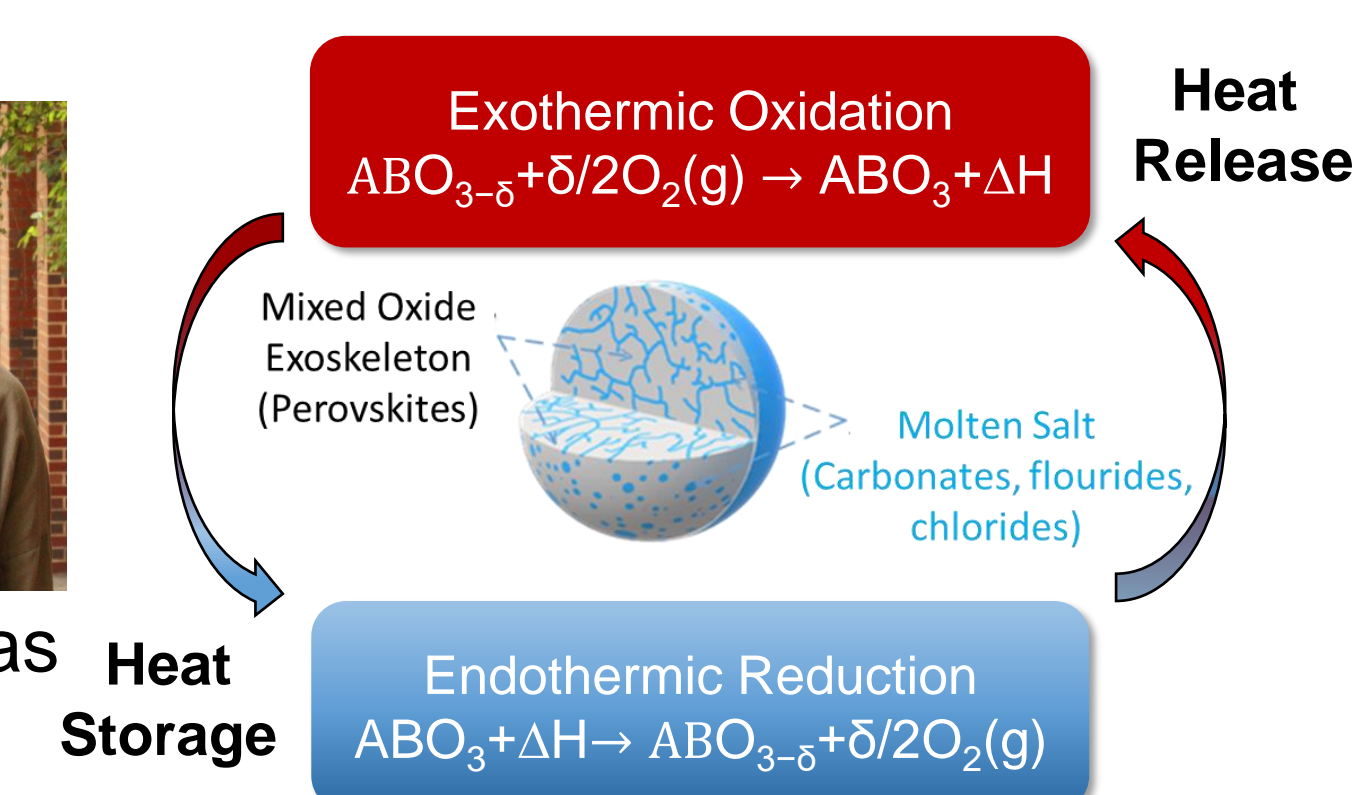 Exothermic Oxidation
ABO₃₋δ+δ/2O₂(g) → ABO₃+ΔH
Heat
Release
Mixed Oxide
Exoskeleton
(Perovskites)
Molten Salt
(Carbonates, flourides,
chlorides)
as
Heat
Storage
Endothermic Reduction
ABO₃+ΔH→ ABO₃₋δ+δ/2O₂(g)